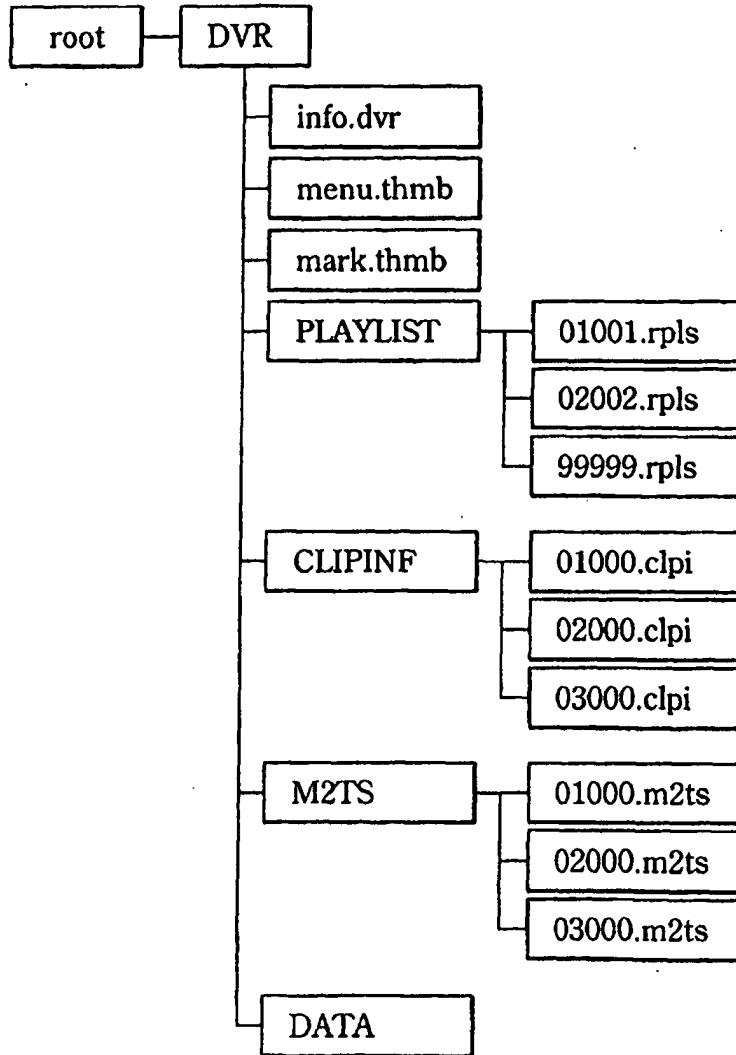 root DVR
info.dvr
menu.thmb
mark.thmb
PLAYLIST 01001.rpls
02002.rpls
99999.rpls
CLIPINF 01000.clpi
02000.clpi
03000.clpi
M2TS 01000.m2ts
02000.m2ts
03000.m2ts
DATA